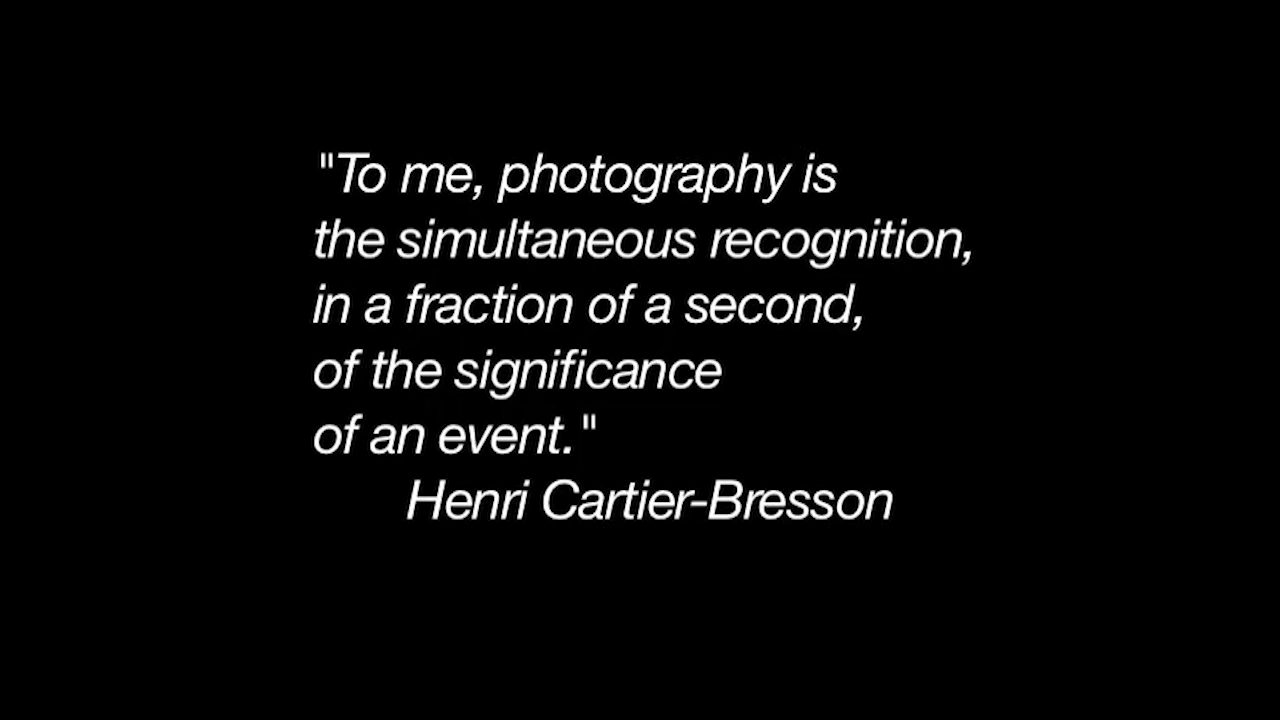 "To me, photography is
the simultaneous recognition,
in a fraction of a second,
of the significance
of an event."
Henri Cartier-Bresson